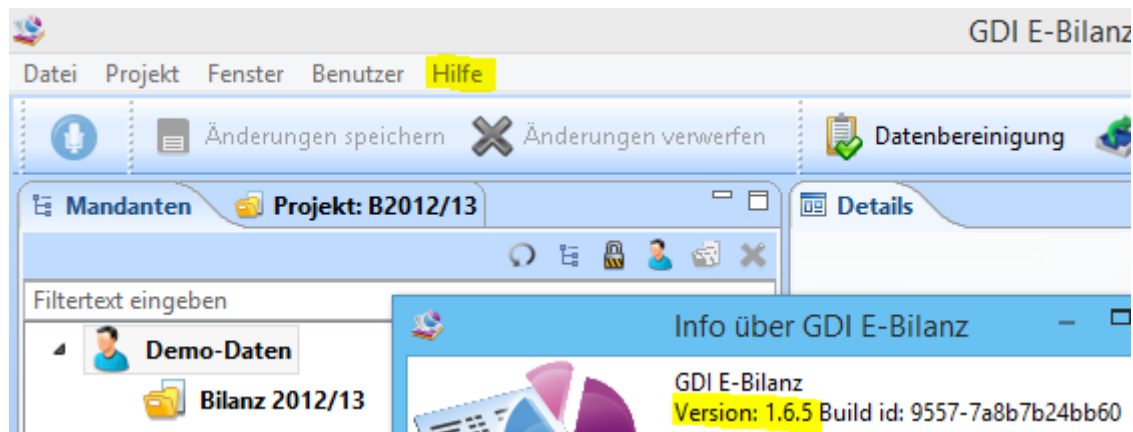 GDI E-Bilanz
Datei Projekt Fenster Benutzer Hilfe
Änderungen speichern Änderungen verwerfen Datenbereinigung
Mandanten Projekt: B2012/13 Details
Filtertext eingeben
Info über GDI E-Bilanz
Demo-Daten
GDI E-Bilanz
Bilanz 2012/13
Version: 1.6.5 Build id: 9557-7a8b7b24bb60